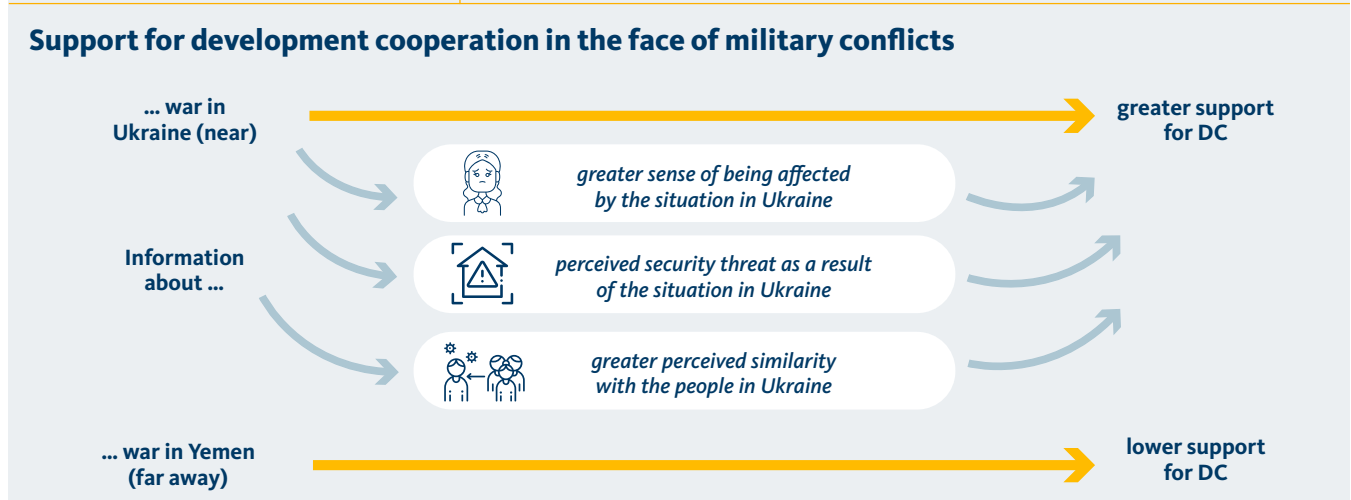 Support for development cooperation in the face of military conflicts
... war in
Ukraine (near)
greater support
for DC
greater sense of being affected
by the situation in Ukraine
Information
about ...
perceived security threat as a result
of the situation in Ukraine
greater perceived similarity
with the people in Ukraine
... war in Yemen
(far away)
lower support
for DC